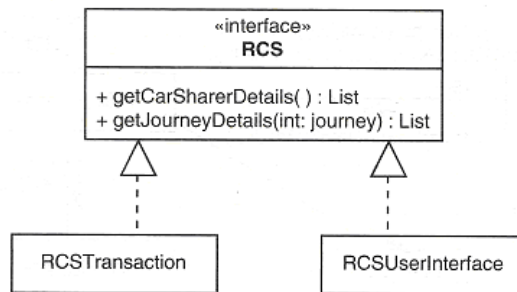 «interface»
RCS
+ getCarSharerDetails( ) : List
+ getJourneyDetails(int: journey) : List
RCSTransaction
RCSUserInterface